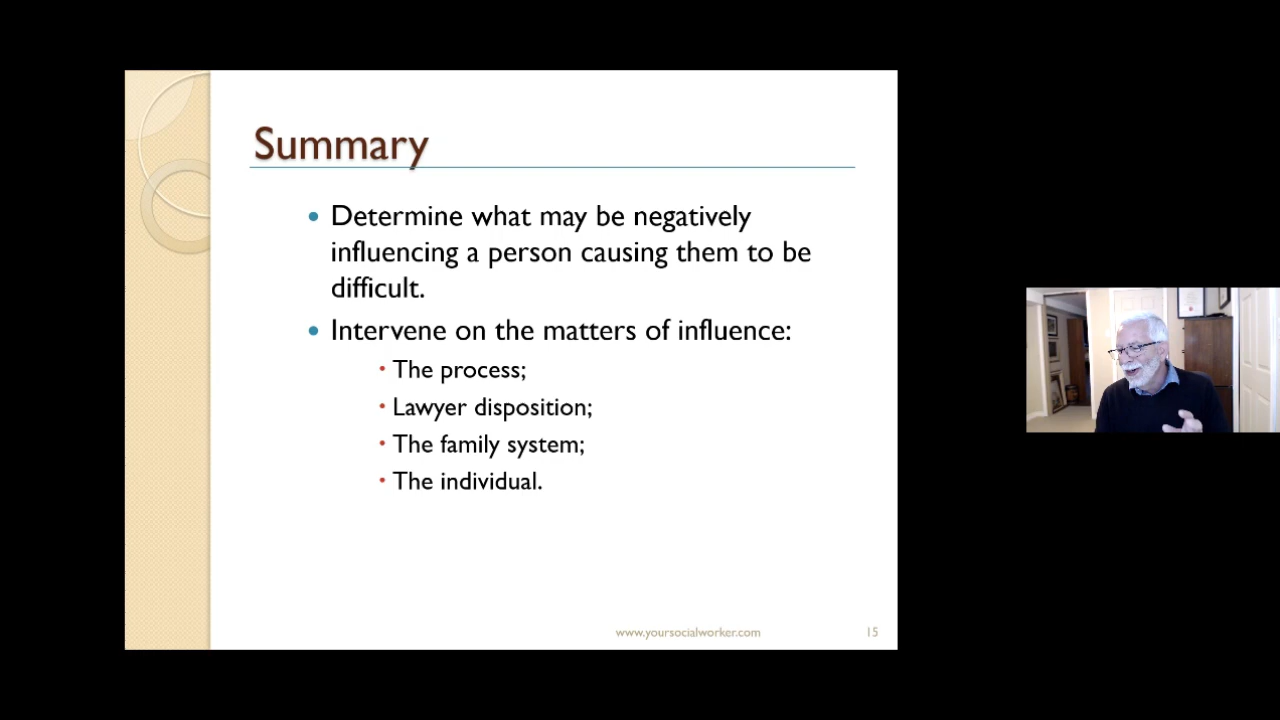 Summary
• Determine what may be negatively
influencing a person causing them to be
difficult.
• Intervene on the matters of influence:
• The process;
• Lawyer disposition;
• The family system;
• The individual.
www.yoursocialworker.com 15